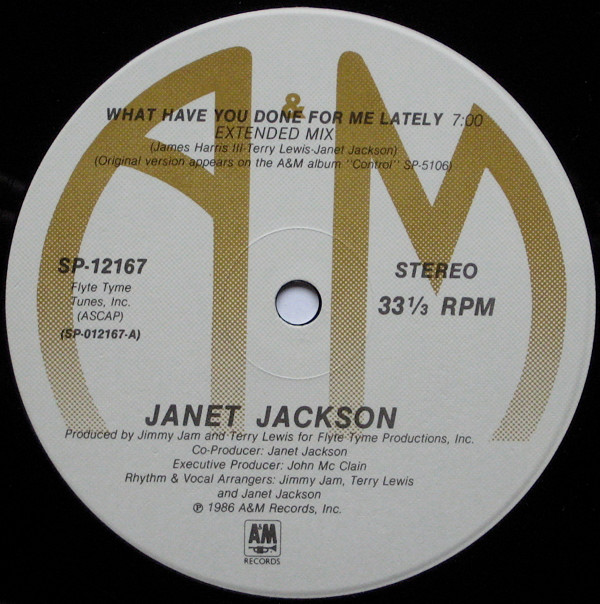 A&M
WHAT HAVE YOU DONE FOR ME LATELY 7:00
EXTENDED MIX
(James Harris III-Terry Lewis-Janet Jackson)
(Original version appears on the A&M album "Control" SP-5106)
SP-12167
Flyte Tyme
Tunes, Inc.
(ASCAP)
(SP-012167-A)
STEREO
33⅓ RPM
JANET JACKSON
Produced by Jimmy Jam and Terry Lewis for Flyte Tyme Productions, Inc.
Co-Producer: Janet Jackson
Executive Producer: John Mc Clain
Rhythm & Vocal Arrangers: Jimmy Jam, Terry Lewis
and Janet Jackson
℗ 1986 A&M Records, Inc.
A&M
RECORDS